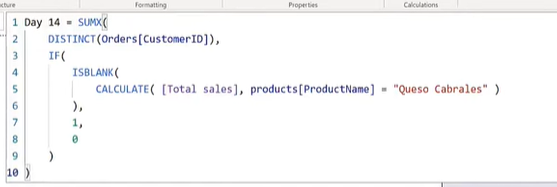 cture Formatting Properties Calculations
1 Day 14 = SUMX(
2 DISTINCT(Orders[CustomerID]),
3 IF(
4 ISBLANK(
5 CALCULATE( [Total sales], products[ProductName] = "Queso Cabrales" )
6 ),
7 1,
8 0
9 )
10 )